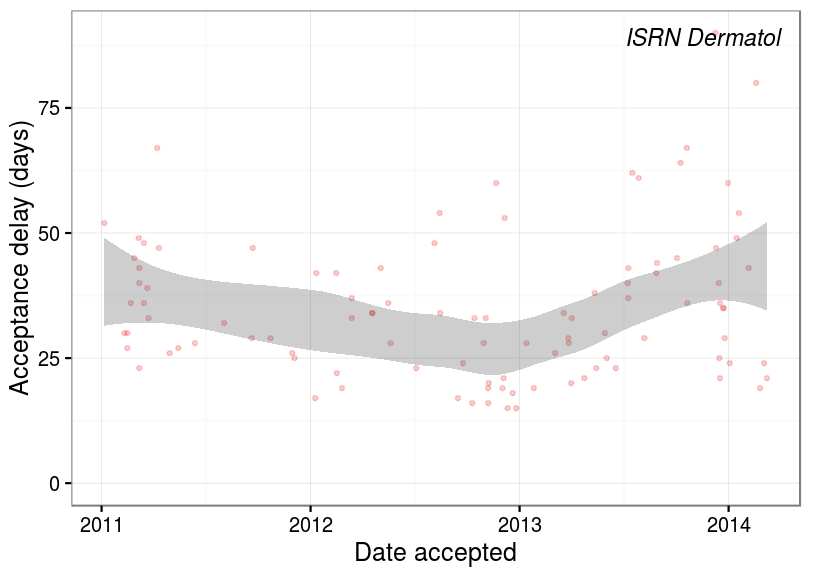 ISRN Dermatol
Acceptance delay (days)
75
50
25
0
2011 2012 2013 2014
Date accepted